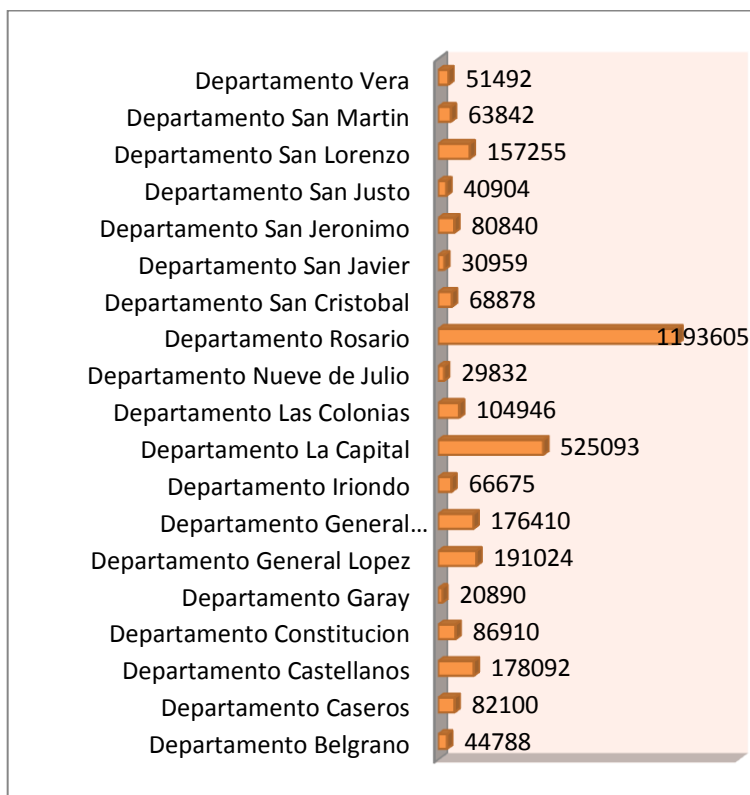 Departamento Vera 51492
Departamento San Martin 63842
Departamento San Lorenzo 157255
Departamento San Justo 40904
Departamento San Jeronimo 80840
Departamento San Javier 30959
Departamento San Cristobal 68878
Departamento Rosario 1193605
Departamento Nueve de Julio 29832
Departamento Las Colonias 104946
Departamento La Capital 525093
Departamento Iriondo 66675
Departamento General... 176410
Departamento General Lopez 191024
Departamento Garay 20890
Departamento Constitucion 86910
Departamento Castellanos 178092
Departamento Caseros 82100
Departamento Belgrano 44788